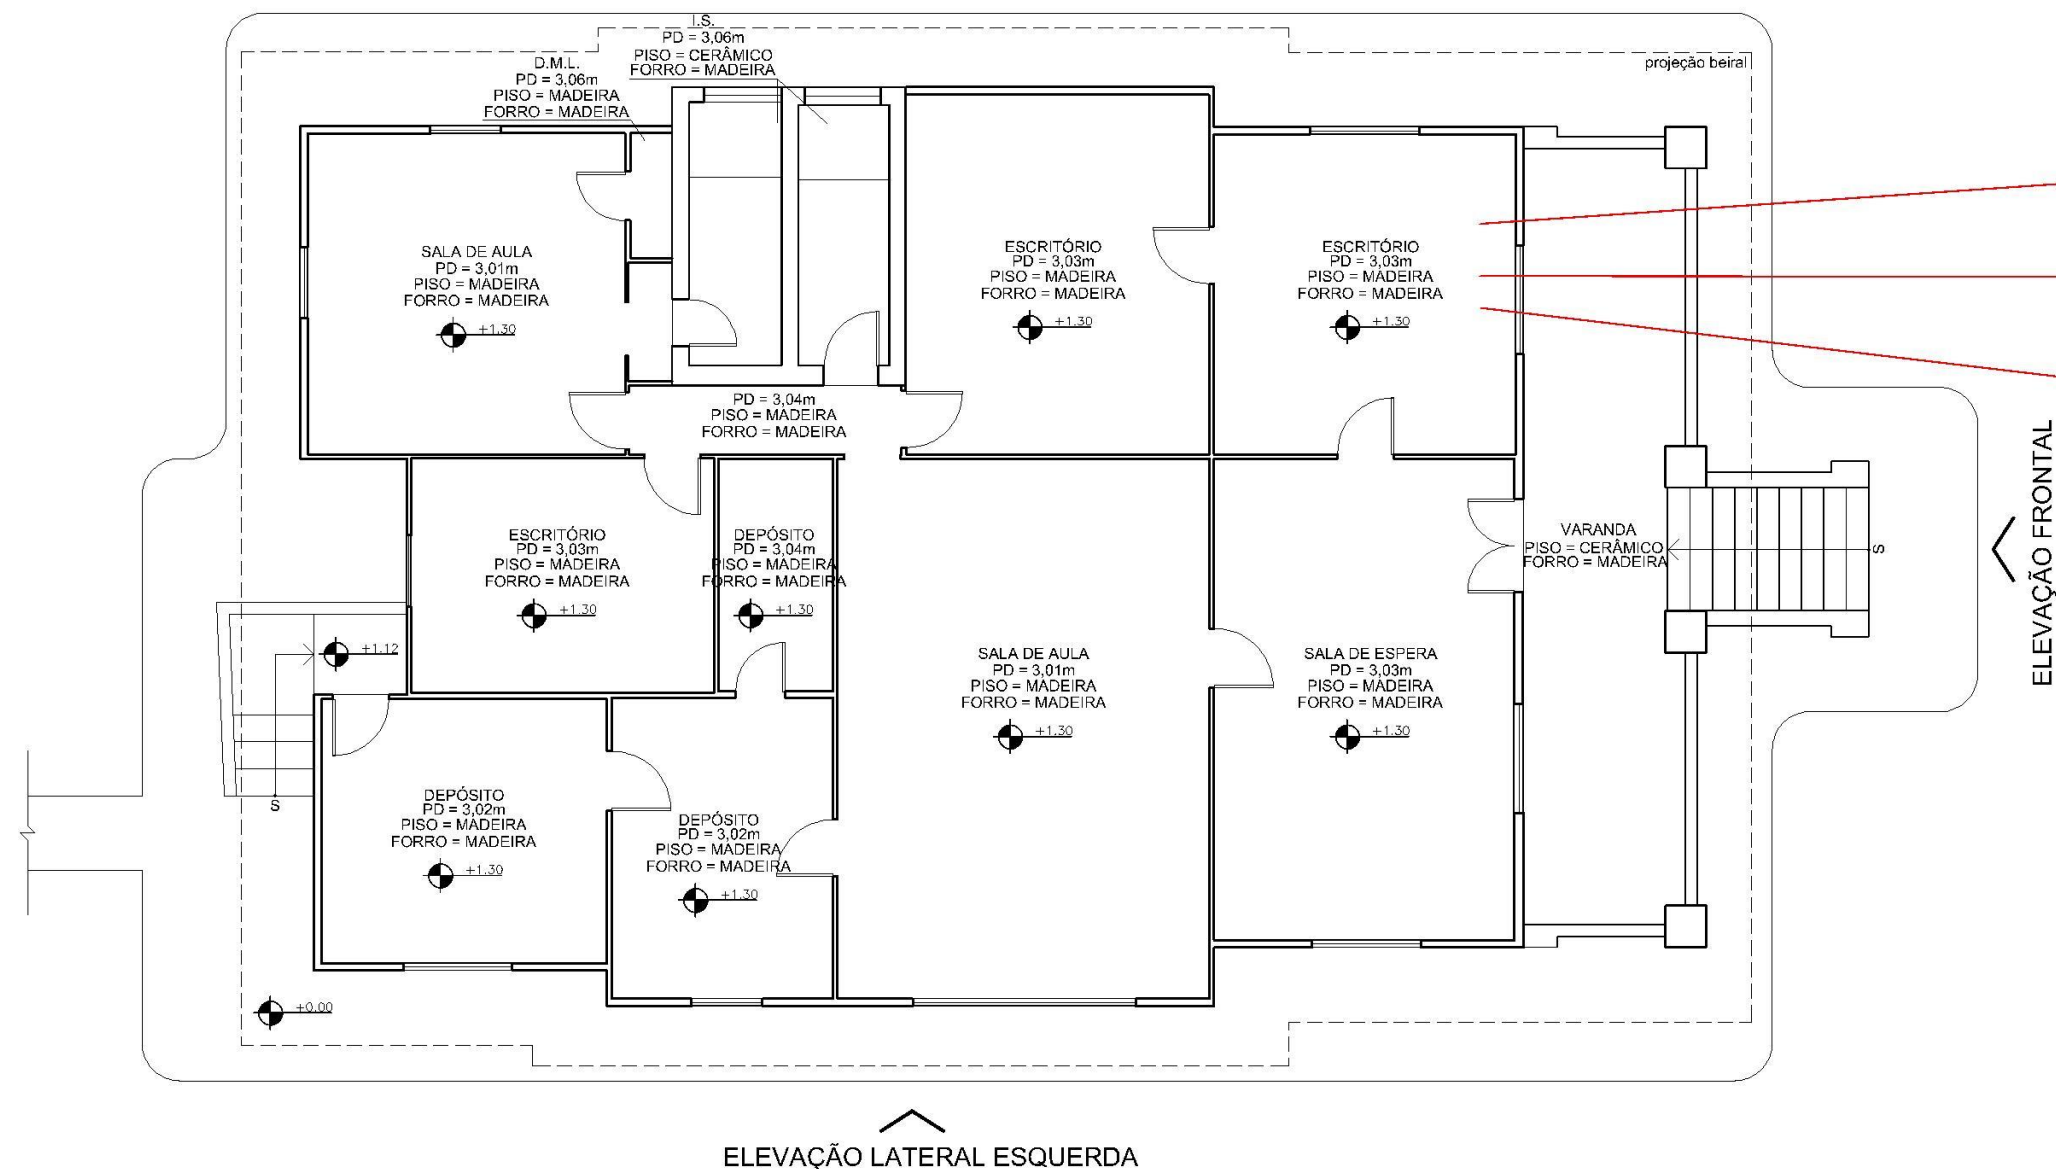 I.S.
PD = 3,06m
PISO = CERÂMICO
FORRO = MADEIRA
D.M.L.
PD = 3,06m
PISO = MADEIRA
FORRO = MADEIRA
projeção beiral
SALA DE AULA
PD = 3,01m
PISO = MADEIRA
FORRO = MADEIRA
+1.30
ESCRITÓRIO
PD = 3,03m
PISO = MADEIRA
FORRO = MADEIRA
+1.30
ESCRITÓRIO
PD = 3,03m
PISO = MADEIRA
FORRO = MADEIRA
+1.30
PD = 3,04m
PISO = MADEIRA
FORRO = MADEIRA
ESCRITÓRIO
PD = 3,03m
PISO = MADEIRA
FORRO = MADEIRA
+1.30
DEPÓSITO
PD = 3,04m
PISO = MADEIRA
FORRO = MADEIRA
+1.30
VARANDA
PISO = CERÂMICO
FORRO = MADEIRA
S
ELEVAÇÃO FRONTAL
+1.12
SALA DE AULA
PD = 3,01m
PISO = MADEIRA
FORRO = MADEIRA
+1.30
SALA DE ESPERA
PD = 3,03m
PISO = MADEIRA
FORRO = MADEIRA
+1.30
S
DEPÓSITO
PD = 3,02m
PISO = MADEIRA
FORRO = MADEIRA
+1.30
DEPÓSITO
PD = 3,02m
PISO = MADEIRA
FORRO = MADEIRA
+1.30
+0.00
ELEVAÇÃO LATERAL ESQUERDA